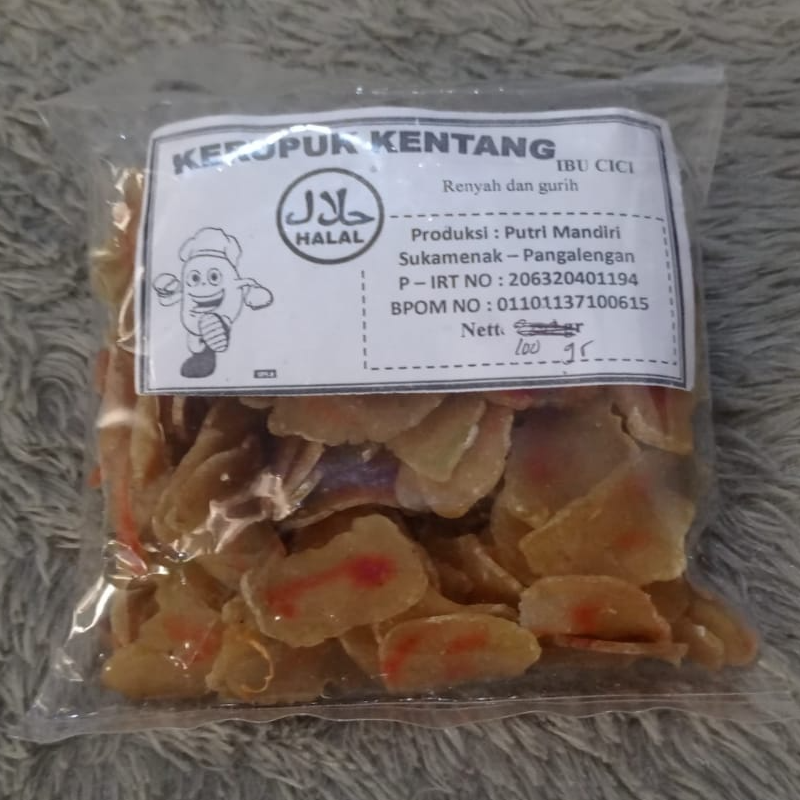 KERUPUK KENTANG
IBU CICI
Renyah dan gurih
حلال
HALAL
Produksi : Putri Mandiri
Sukamenak – Pangalengan
P – IRT NO : 206320401194
BPOM NO : 01101137100615
Nett.
100 gr